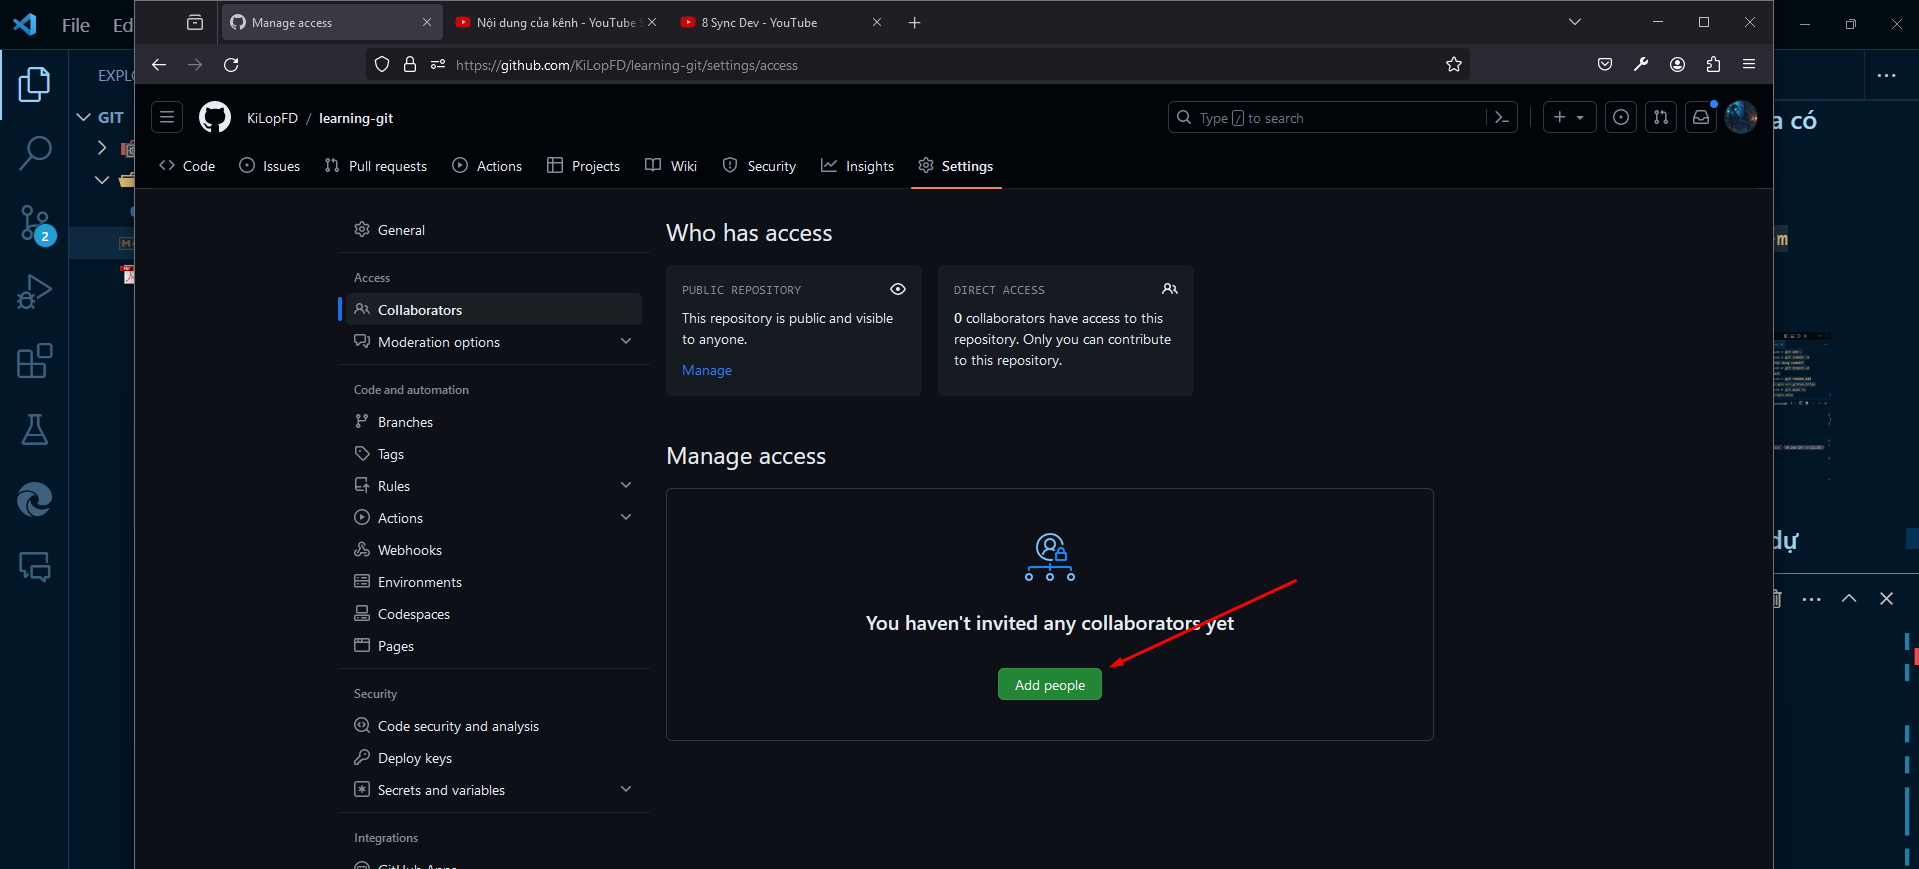 File Ed
Manage access
Nội dung của kênh - YouTube S
8 Sync Dev - YouTube
https://github.com/KiLopFD/learning-git/settings/access
EXPLO
GIT
2
KiLopFD / learning-git
Type / to search
Code
Issues
Pull requests
Actions
Projects
Wiki
Security
Insights
Settings
General
Access
Collaborators
Moderation options
Code and automation
Branches
Tags
Rules
Actions
Webhooks
Environments
Codespaces
Pages
Security
Code security and analysis
Deploy keys
Secrets and variables
Integrations
GitHub Apps
Who has access
PUBLIC REPOSITORY
This repository is public and visible
to anyone.
Manage
DIRECT ACCESS
0 collaborators have access to this
repository. Only you can contribute
to this repository.
Manage access
You haven't invited any collaborators yet
Add people
a có
m
dự